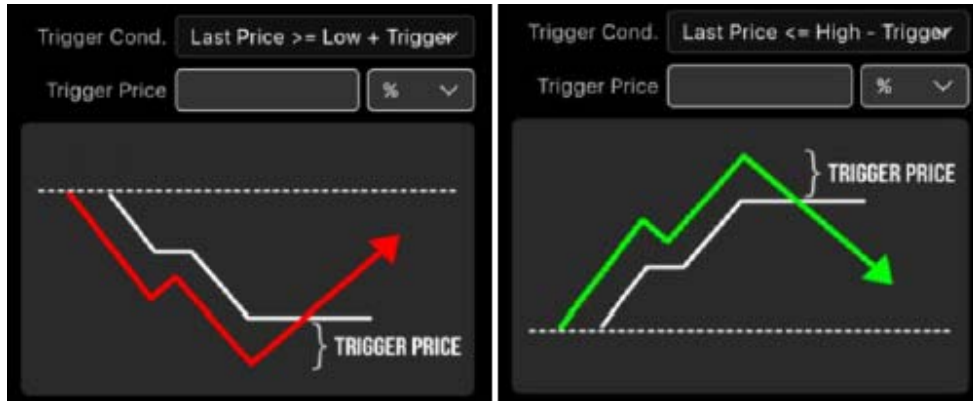 Trigger Cond. Last Price >= Low + Trigger
Trigger Price %
TRIGGER PRICE
Trigger Cond. Last Price <= High - Trigger
Trigger Price %
TRIGGER PRICE